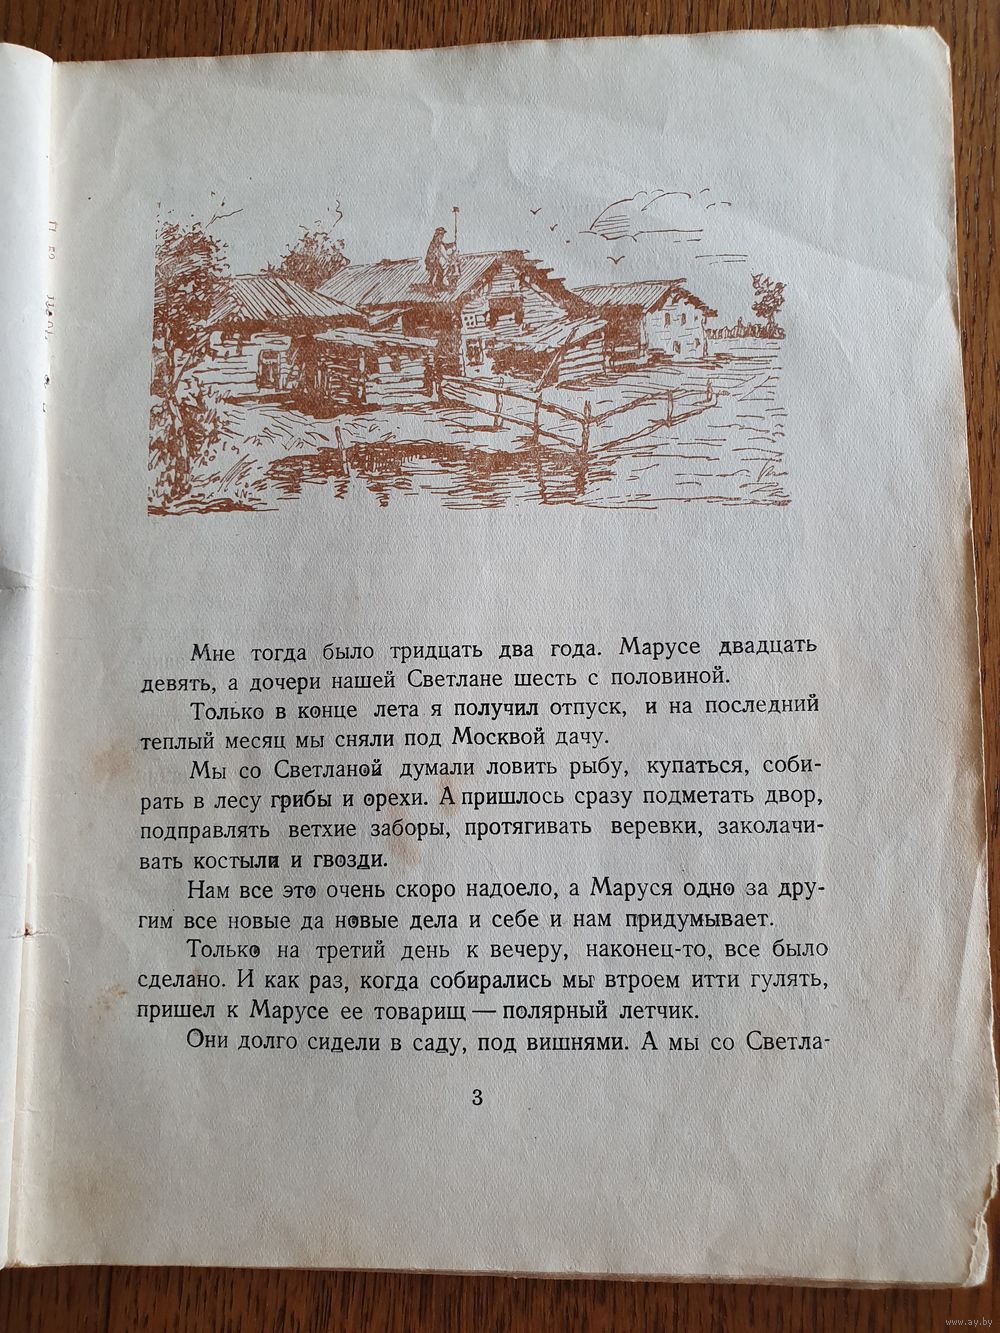 Мне тогда было тридцать два года. Марусе двадцать
девять, а дочери нашей Светлане шесть с половиной.
Только в конце лета я получил отпуск, и на последний
теплый месяц мы сняли под Москвой дачу.
Мы со Светланой думали ловить рыбу, купаться, соби-
рать в лесу грибы и орехи. А пришлось сразу подметать двор,
подправлять ветхие заборы, протягивать веревки, заколачи-
вать костыли и гвозди.
Нам все это очень скоро надоело, а Маруся одно за дру-
гим все новые да новые дела и себе и нам придумывает.
Только на третий день к вечеру, наконец-то, все было
сделано. И как раз, когда собирались мы втроем итти гулять,
пришел к Марусе ее товарищ — полярный летчик.
Они долго сидели в саду, под вишнями. А мы со Светла-
3
www.ay.by